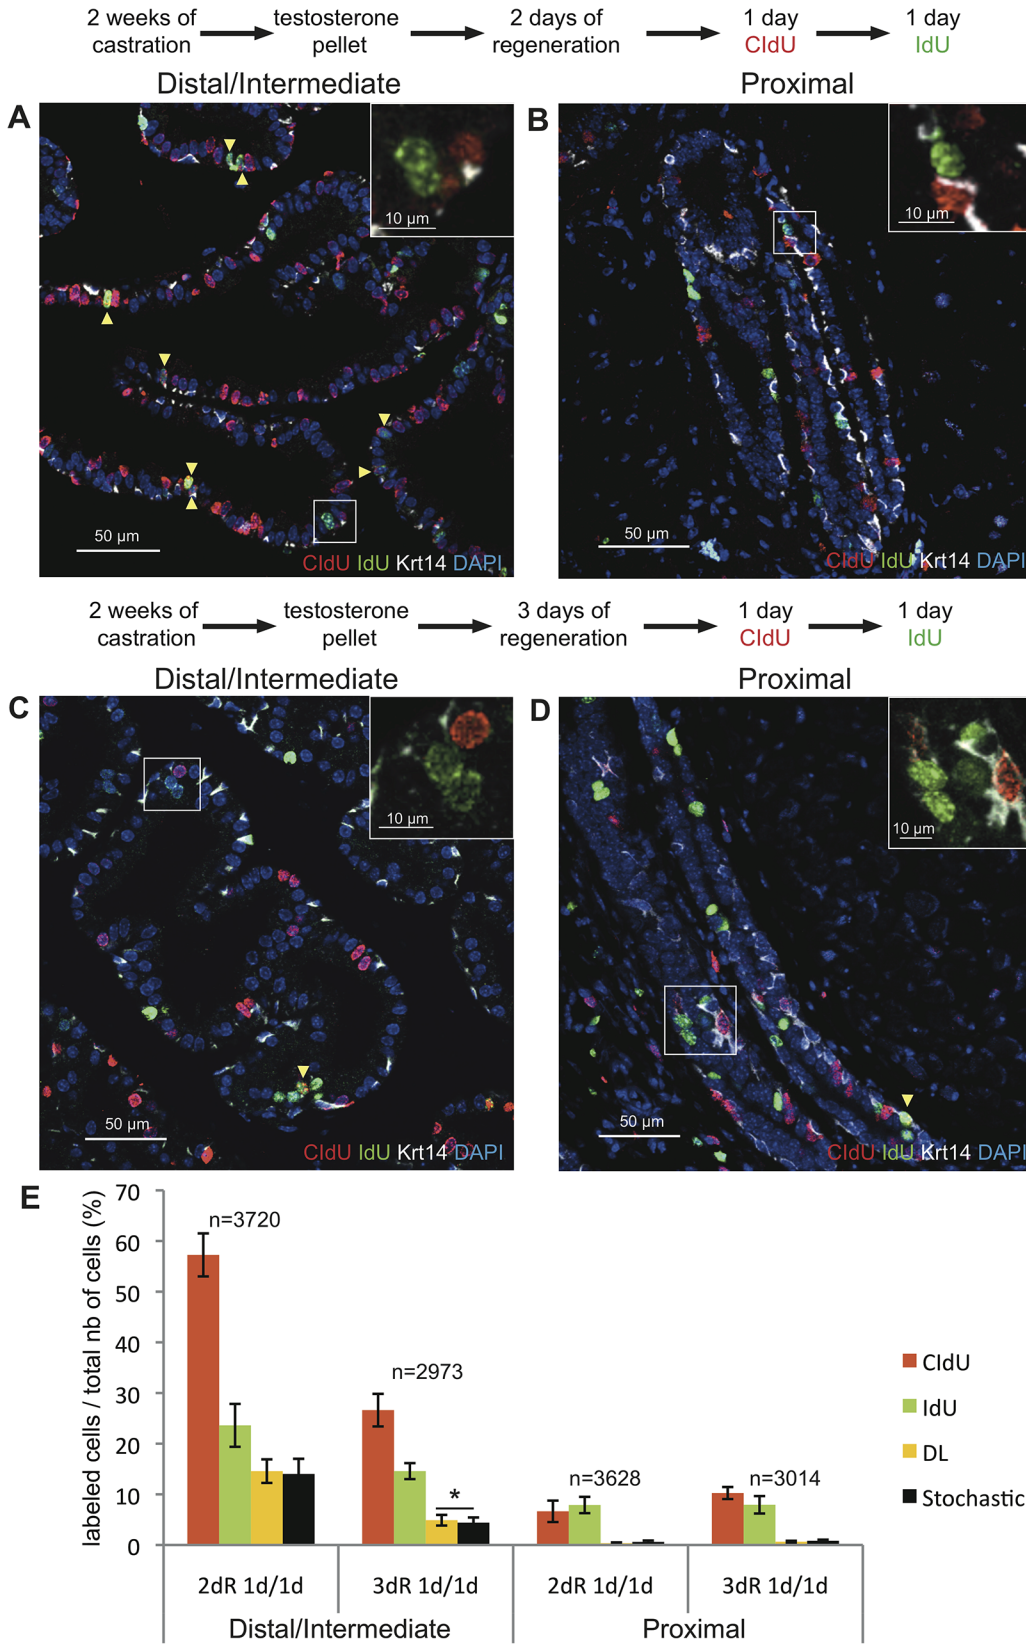 2 weeks of castration
testosterone pellet
2 days of regeneration
1 day CldU
1 day IdU
Distal/Intermediate
Proximal
A
10 µm
50 µm
CldU IdU Krt14 DAPI
B
10 µm
50 µm
CldU IdU Krt14 DAPI
2 weeks of castration
testosterone pellet
3 days of regeneration
1 day CldU
1 day IdU
Distal/Intermediate
Proximal
C
10 µm
50 µm
CldU IdU Krt14 DAPI
D
10 µm
50 µm
CldU IdU Krt14 DAPI
E
labeled cells / total nb of cells (%)
70
60
50
40
30
20
10
0
n=3720
n=2973
*
n=3628
n=3014
CldU
IdU
DL
Stochastic
2dR 1d/1d
3dR 1d/1d
2dR 1d/1d
3dR 1d/1d
Distal/Intermediate
Proximal